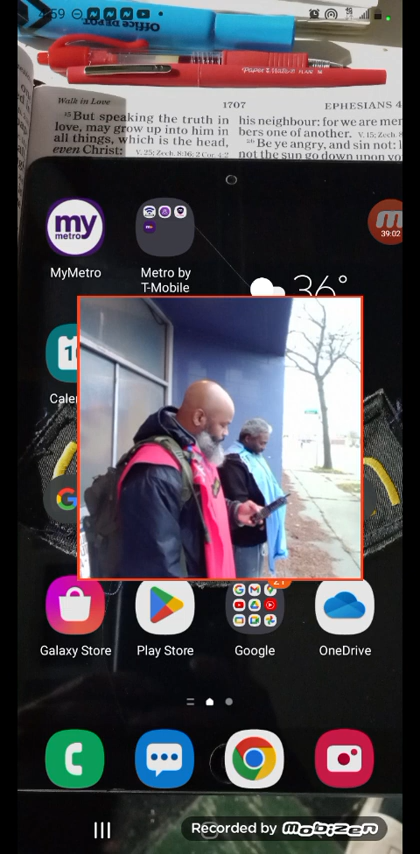 :59
OFFICE DEPOT
Paper Mate
Walk in Love
1707
EPHESIANS 4
15 But speaking the truth in
love, may grow up into him in
all things, which is the head,
even Christ:
his neighbour: for we are mem
bers one of another.
26 Be ye angry, and sin not: l
not the sun go down upon yo
my
metro
MyMetro
Metro by
T-Mobile
39:02
36°
Calen
G
21
Galaxy Store
Play Store
Google
OneDrive
Recorded by mobizen